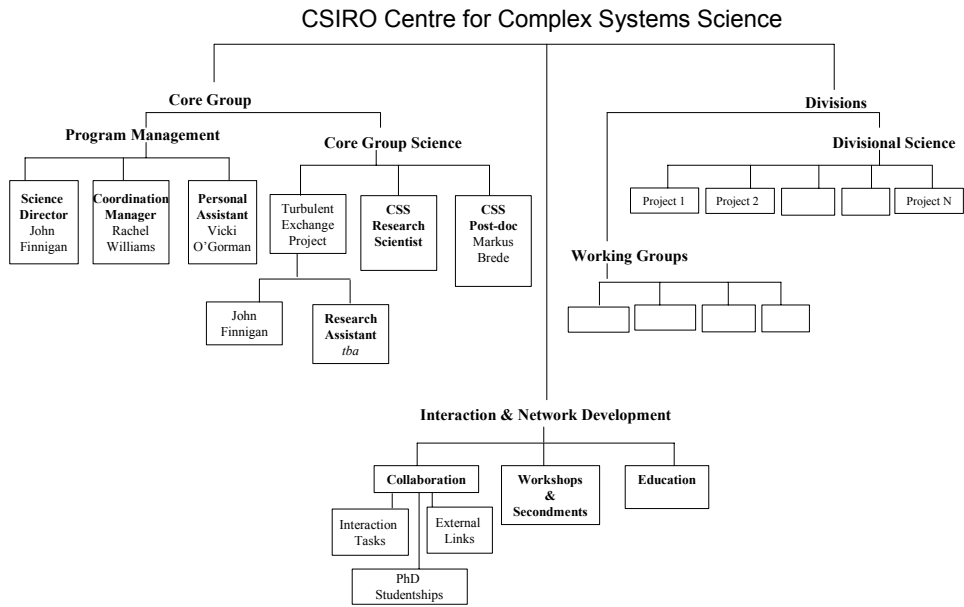 CSIRO Centre for Complex Systems Science
Core Group
Program Management
Science
Director
John
Finnigan
Coordination
Manager
Rachel
Williams
Personal
Assistant
Vicki
O'Gorman
Core Group Science
Turbulent
Exchange
Project
John
Finnigan
Research
Assistant
tba
CSS
Research
Scientist
CSS
Post-doc
Markus
Brede
Divisions
Divisional Science
Project 1
Project 2
Project N
Working Groups
Interaction & Network Development
Collaboration
Interaction
Tasks
PhD
Studentships
External
Links
Workshops
&
Secondments
Education